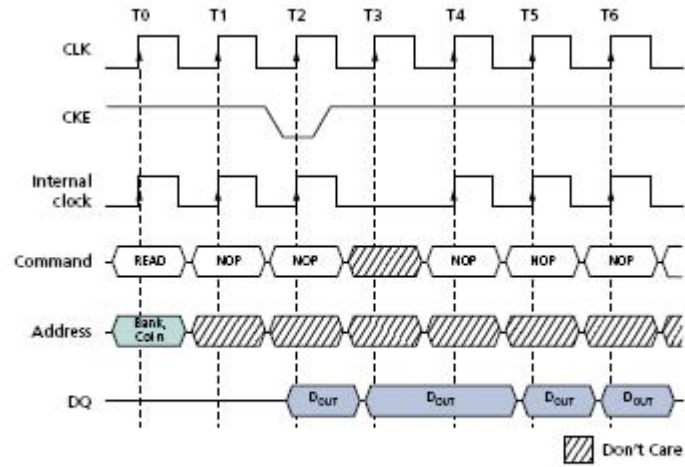 T0 T1 T2 T3 T4 T5 T6
CLK
CKE
Internal
clock
Command READ NOP NOP NOP NOP NOP
Address Bank,
Col n
DQ DOUT DOUT DOUT DOUT
Don't Care